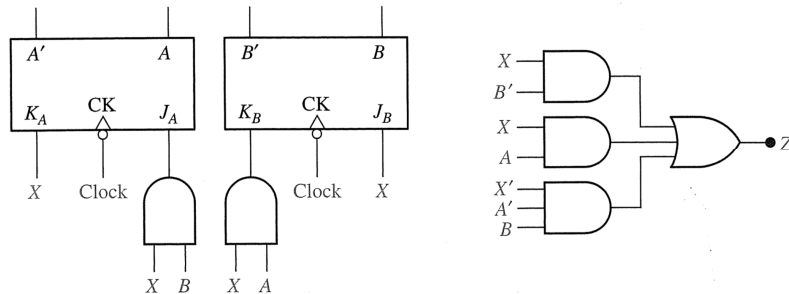 A' A B' B
CK CK
K_A J_A K_B J_B
X Clock Clock X
X B X A
X
B'
X
A
X'
A'
B
Z